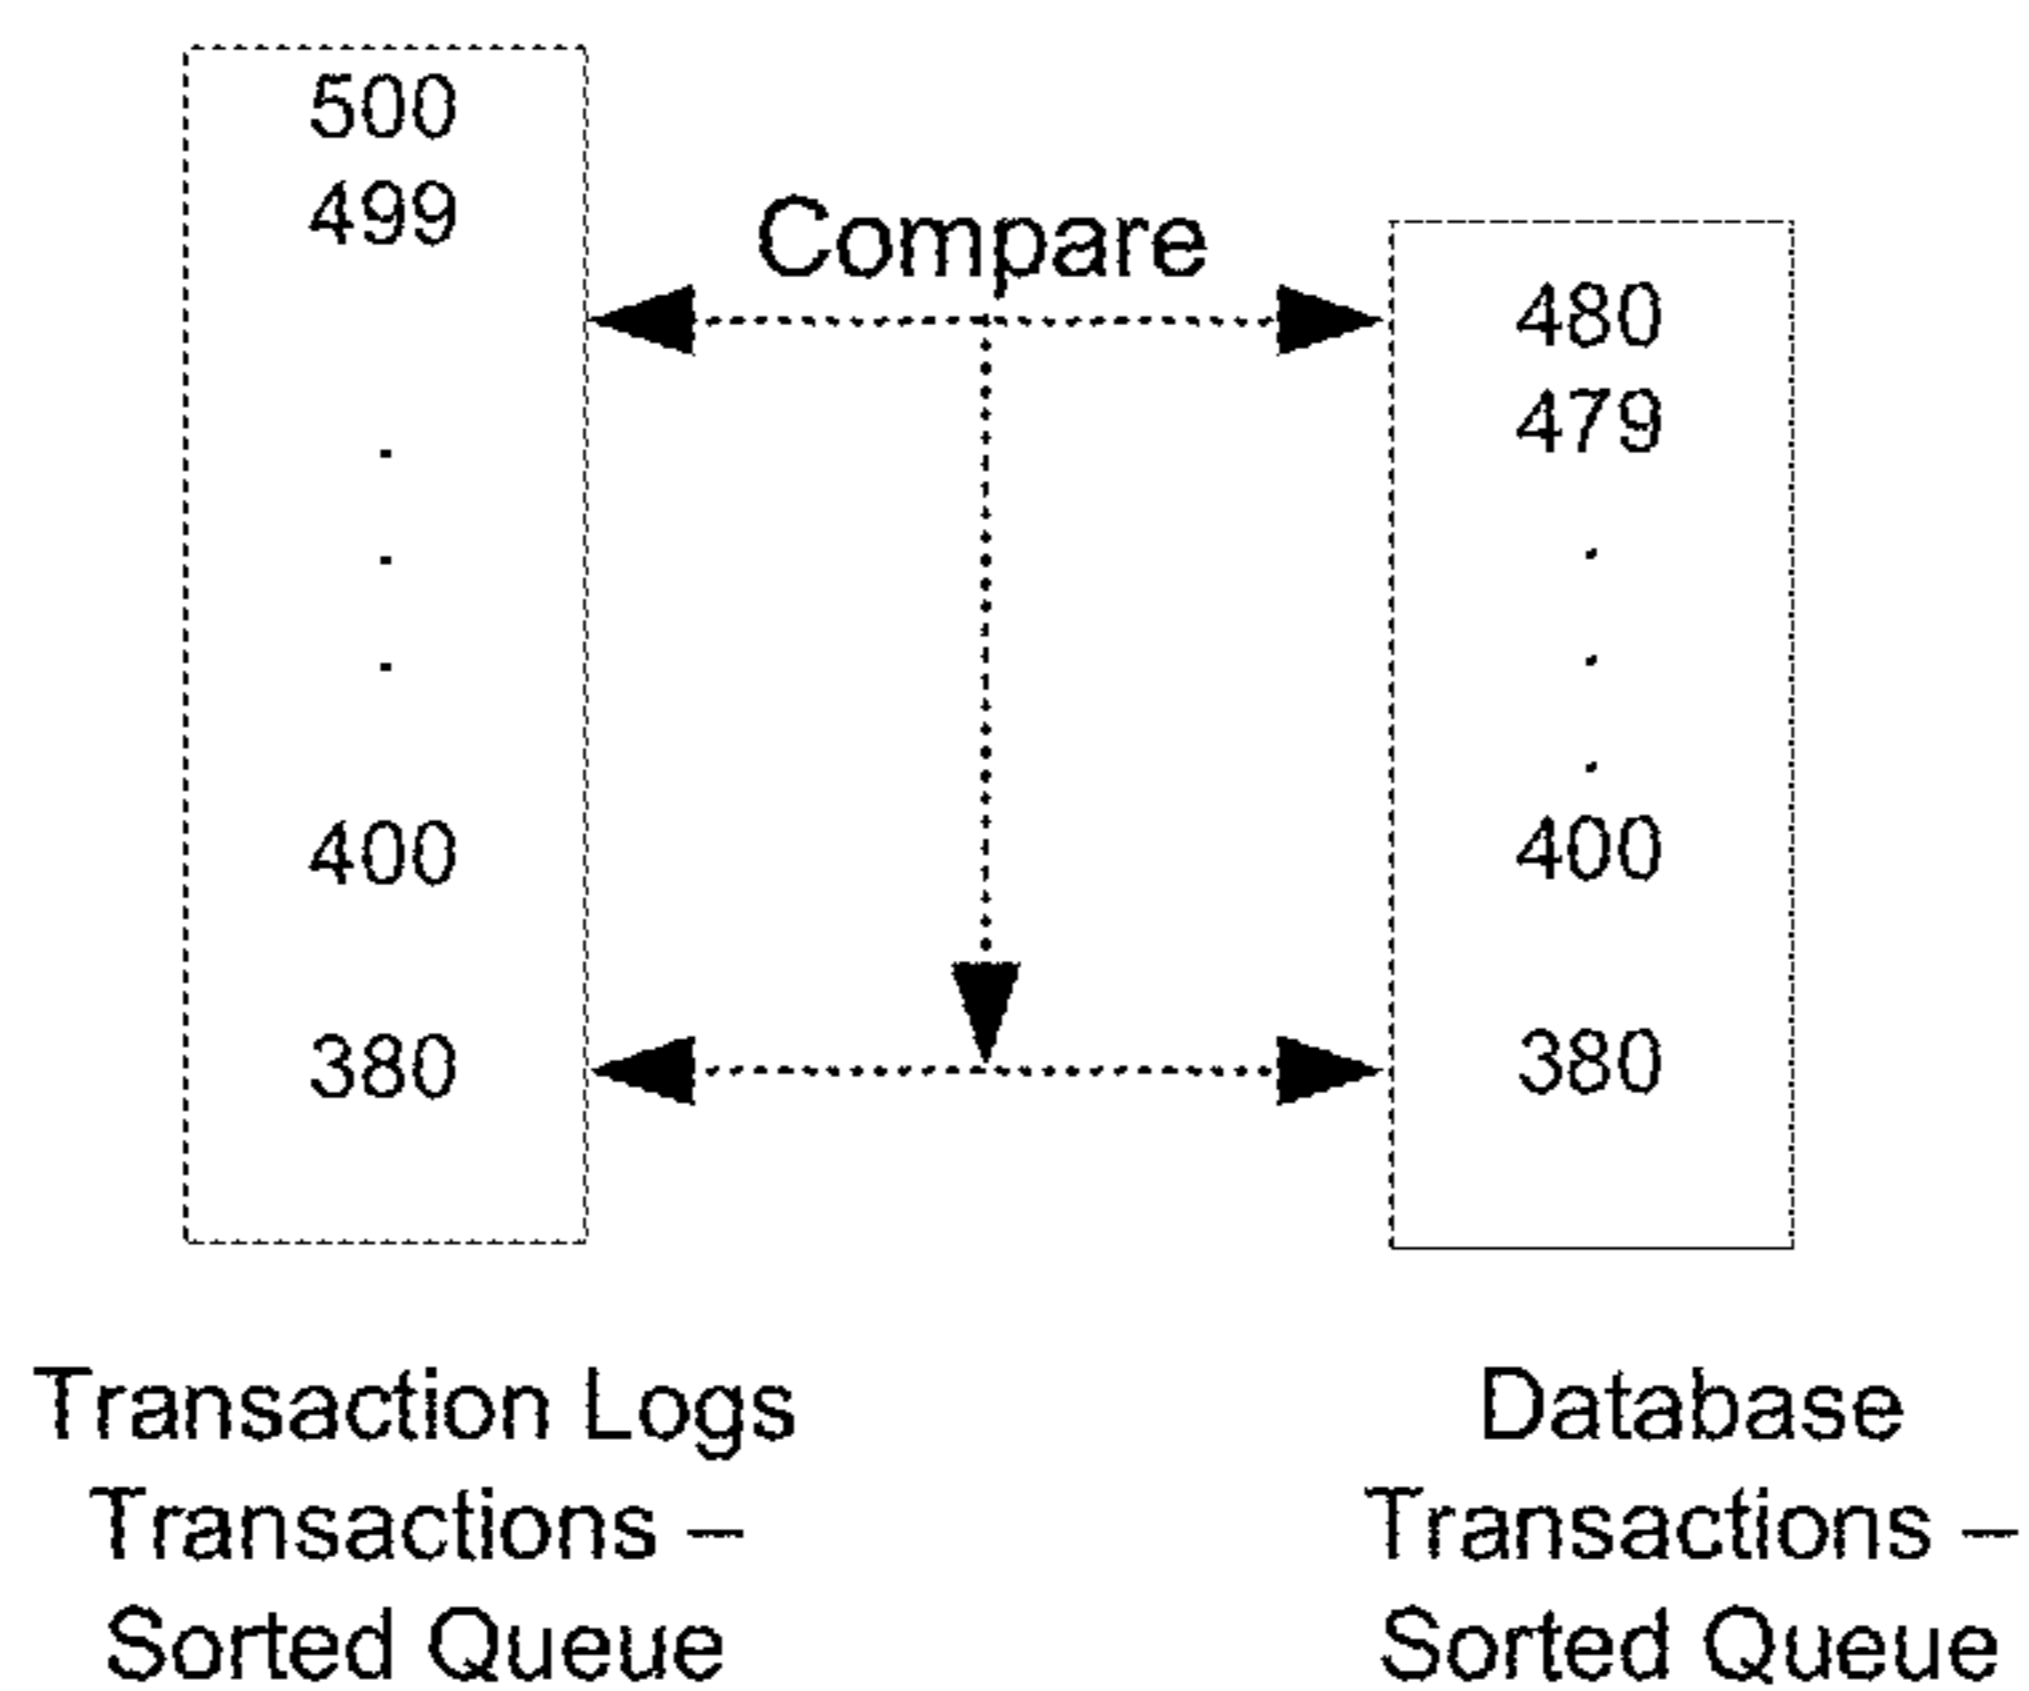 500
499
.
.
.
400
380
Compare
480
479
.
.
.
400
380
Transaction Logs
Transactions –
Sorted Queue
Database
Transactions –
Sorted Queue